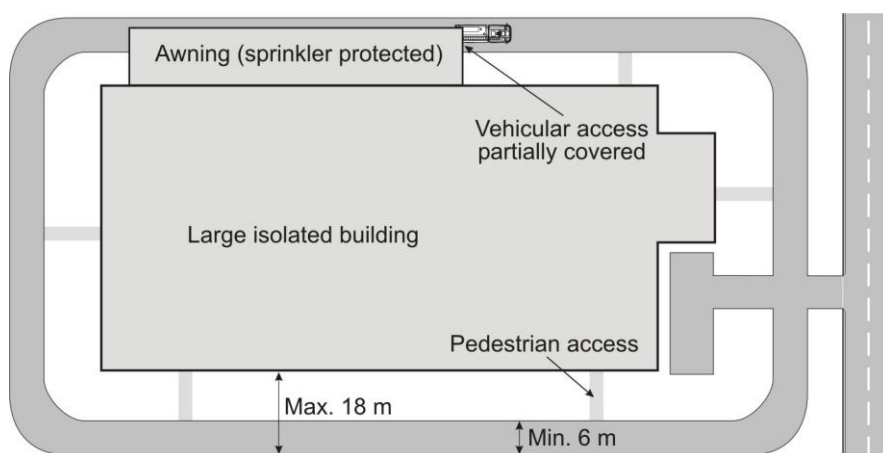 Awning (sprinkler protected)
Vehicular access
partially covered
Large isolated building
Pedestrian access
Max. 18 m
Min. 6 m